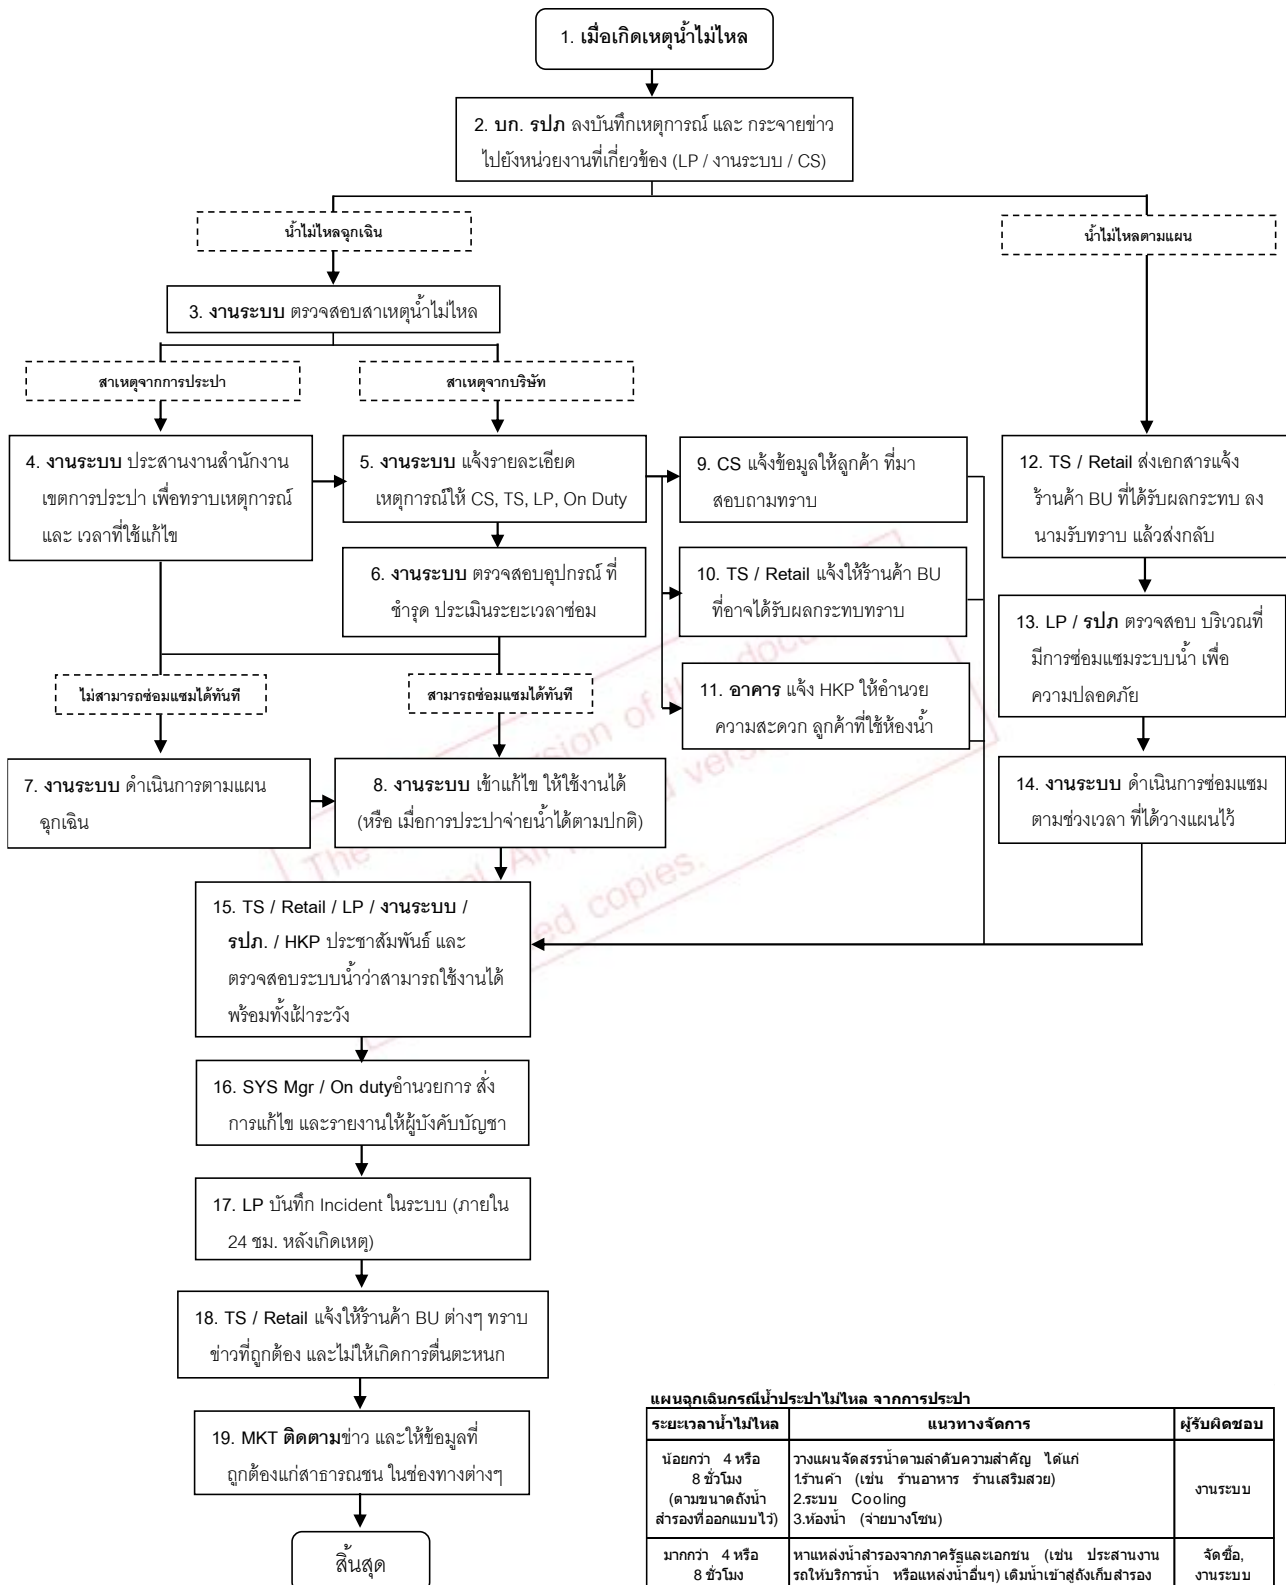 1. เมื่อเกิดเหตุน้ำไม่ไหล
2. บก. รปภ ลงบันทึกเหตุการณ์ และ กระจายข่าว
ไปยังหน่วยงานที่เกี่ยวข้อง (LP / งานระบบ / CS)
น้ำไม่ไหลฉุกเฉิน
น้ำไม่ไหลตามแผน
3. งานระบบ ตรวจสอบสาเหตุน้ำไม่ไหล
สาเหตุจากการประปา
สาเหตุจากบริษัท
4. งานระบบ ประสานงานสำนักงาน
เขตการประปา เพื่อทราบเหตุการณ์
และ เวลาที่ใช้แก้ไข
5. งานระบบ แจ้งรายละเอียด
เหตุการณ์ให้ CS, TS, LP, On Duty
9. CS แจ้งข้อมูลให้ลูกค้า ที่มา
สอบถามทราบ
12. TS / Retail ส่งเอกสารแจ้ง
ร้านค้า BU ที่ได้รับผลกระทบ ลง
นามรับทราบ แล้วส่งกลับ
6. งานระบบ ตรวจสอบอุปกรณ์ ที่
ชำรุด ประเมินระยะเวลาซ่อม
10. TS / Retail แจ้งให้ร้านค้า BU
ที่อาจได้รับผลกระทบทราบ
13. LP / รปภ ตรวจสอบ บริเวณที่
มีการซ่อมแซมระบบน้ำ เพื่อ
ความปลอดภัย
ไม่สามารถซ่อมแซมได้ทันที
สามารถซ่อมแซมได้ทันที
11. อาคาร แจ้ง HKP ให้อำนวย
ความสะดวก ลูกค้าที่ใช้ห้องน้ำ
7. งานระบบ ดำเนินการตามแผน
ฉุกเฉิน
8. งานระบบ เข้าแก้ไข ให้ใช้งานได้
(หรือ เมื่อการประปาจ่ายน้ำได้ตามปกติ)
14. งานระบบ ดำเนินการซ่อมแซม
ตามช่วงเวลา ที่ได้วางแผนไว้
15. TS / Retail / LP / งานระบบ /
รปภ. / HKP ประชาสัมพันธ์ และ
ตรวจสอบระบบน้ำว่าสามารถใช้งานได้
พร้อมทั้งเฝ้าระวัง
16. SYS Mgr / On dutyอำนวยการ สั่ง
การแก้ไข และรายงานให้ผู้บังคับบัญชา
17. LP บันทึก Incident ในระบบ (ภายใน
24 ชม. หลังเกิดเหตุ)
18. TS / Retail แจ้งให้ร้านค้า BU ต่างๆ ทราบ
ข่าวที่ถูกต้อง และไม่ให้เกิดการตื่นตะหนก
19. MKT ติดตามข่าว และให้ข้อมูลที่
ถูกต้องแก่สาธารณชน ในช่องทางต่างๆ
สิ้นสุด
แผนฉุกเฉินกรณีน้ำประปาไม่ไหล จากการประปา
ระยะเวลาน้ำไม่ไหล แนวทางจัดการ ผู้รับผิดชอบ
น้อยกว่า 4 หรือ
8 ชั่วโมง
(ตามขนาดถังน้ำ
สำรองที่ออกแบบไว้)
วางแผนจัดสรรน้ำตามลำดับความสำคัญ ได้แก่
1.ร้านค้า (เช่น ร้านอาหาร ร้านเสริมสวย)
2.ระบบ Cooling
3.ห้องน้ำ (จ่ายบางโซน)
งานระบบ
มากกว่า 4 หรือ
8 ชั่วโมง
หาแหล่งน้ำสำรองจากภาครัฐและเอกชน (เช่น ประสานงาน
รถให้บริการน้ำ หรือแหล่งน้ำอื่นๆ) เติมน้ำเข้าสู่ถังเก็บสำรอง
จัดซื้อ,
งานระบบ